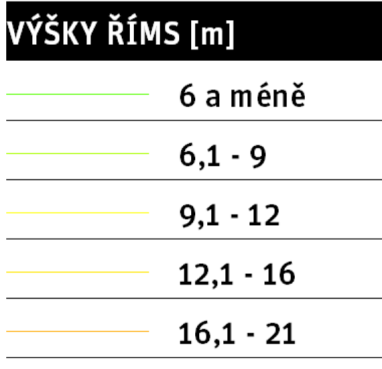 VÝŠKY ŘÍMS [m]
6 a méně
6,1 - 9
9,1 - 12
12,1 - 16
16,1 - 21